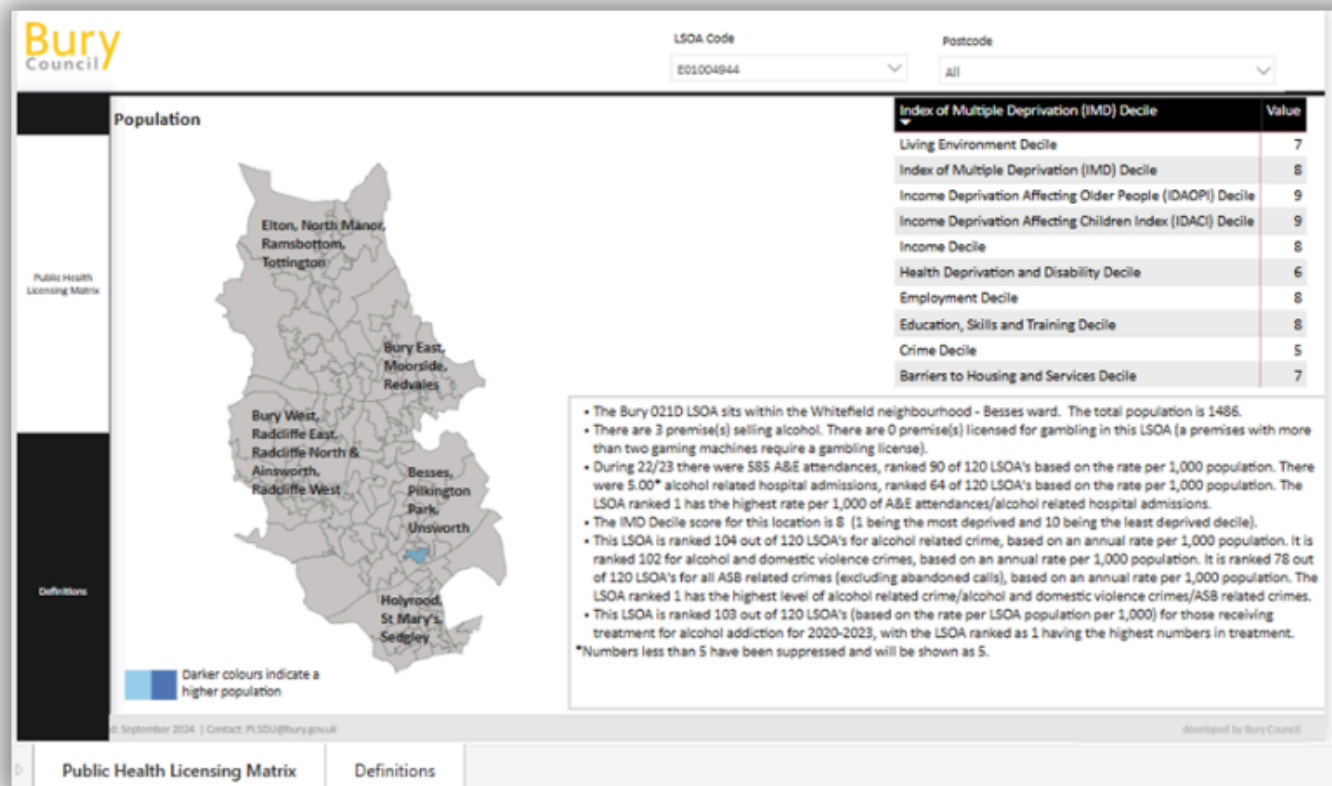 Bury
Council
LSOA Code
E01004944
Postcode
All
Population
Public Health
Licensing Matrix
Definitions
Elton, North Manor,
Ramsbottom,
Tottington
Bury East,
Moorside,
Redvales
Bury West,
Radcliffe East,
Radcliffe North &
Ainsworth,
Radcliffe West
Besses,
Pilkington
Park,
Unsworth
Holyrood,
St Mary's,
Sedgley
Darker colours indicate a
higher population
Index of Multiple Deprivation (IMD) Decile Value
Living Environment Decile 7
Index of Multiple Deprivation (IMD) Decile 8
Income Deprivation Affecting Older People (IDAOPI) Decile 9
Income Deprivation Affecting Children Index (IDACI) Decile 9
Income Decile 8
Health Deprivation and Disability Decile 6
Employment Decile 8
Education, Skills and Training Decile 8
Crime Decile 5
Barriers to Housing and Services Decile 7
• The Bury 021D LSOA sits within the Whitefield neighbourhood - Besses ward. The total population is 1486.
• There are 3 premise(s) selling alcohol. There are 0 premise(s) licensed for gambling in this LSOA (a premises with more
than two gaming machines require a gambling license).
• During 22/23 there were 585 A&E attendances, ranked 90 of 120 LSOA's based on the rate per 1,000 population. There
were 5.00* alcohol related hospital admissions, ranked 64 of 120 LSOA's based on the rate per 1,000 population. The
LSOA ranked 1 has the highest rate per 1,000 of A&E attendances/alcohol related hospital admissions.
• The IMD Decile score for this location is 8 (1 being the most deprived and 10 being the least deprived decile).
• This LSOA is ranked 104 out of 120 LSOA's for alcohol related crime, based on an annual rate per 1,000 population. It is
ranked 102 for alcohol and domestic violence crimes, based on an annual rate per 1,000 population. It is ranked 78 out
of 120 LSOA's for all ASB related crimes (excluding abandoned calls), based on an annual rate per 1,000 population. The
LSOA ranked 1 has the highest level of alcohol related crime/alcohol and domestic violence crimes/ASB related crimes.
• This LSOA is ranked 103 out of 120 LSOA's (based on the rate per LSOA population per 1,000) for those receiving
treatment for alcohol addiction for 2020-2023, with the LSOA ranked as 1 having the highest numbers in treatment.
*Numbers less than 5 have been suppressed and will be shown as 5.
d: September 2024 | Contact: PI.SDU@bury.gov.uk
developed by Bury Council
Public Health Licensing Matrix
Definitions